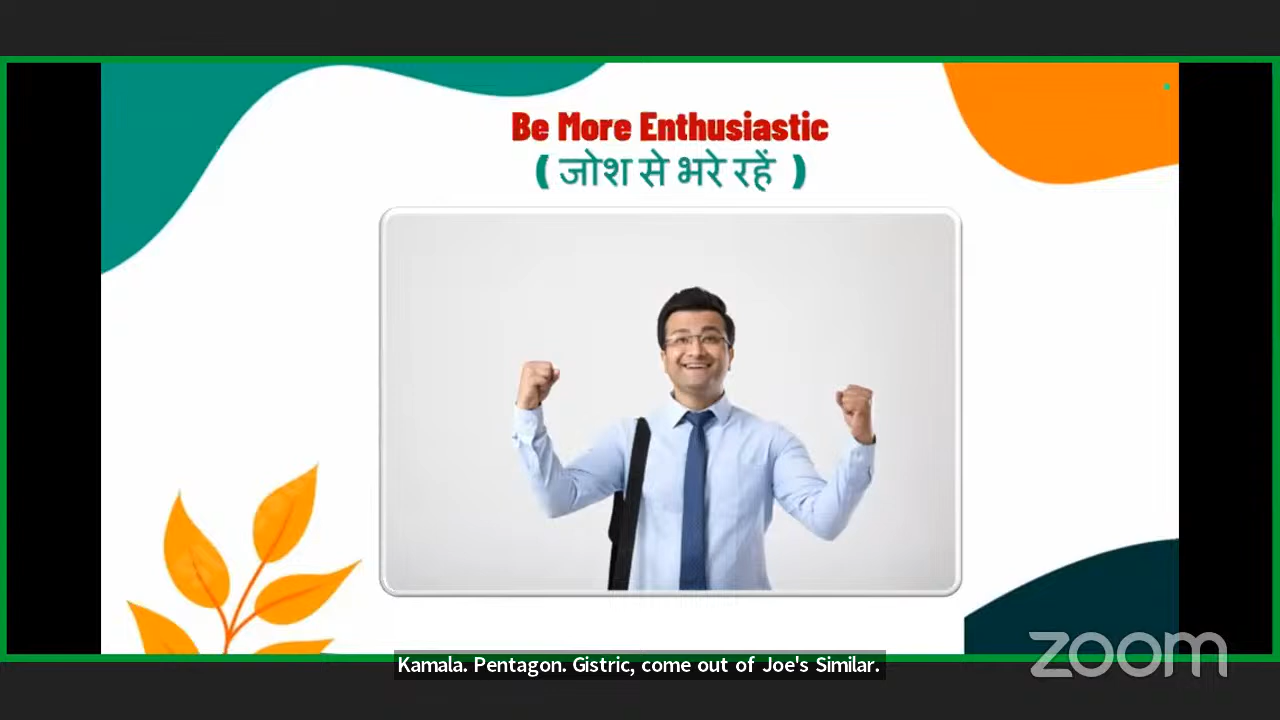 Be More Enthusiastic
( जोश से भरे रहें )
Kamala. Pentagon. Gistric, come out of Joe's Similar.
zoom